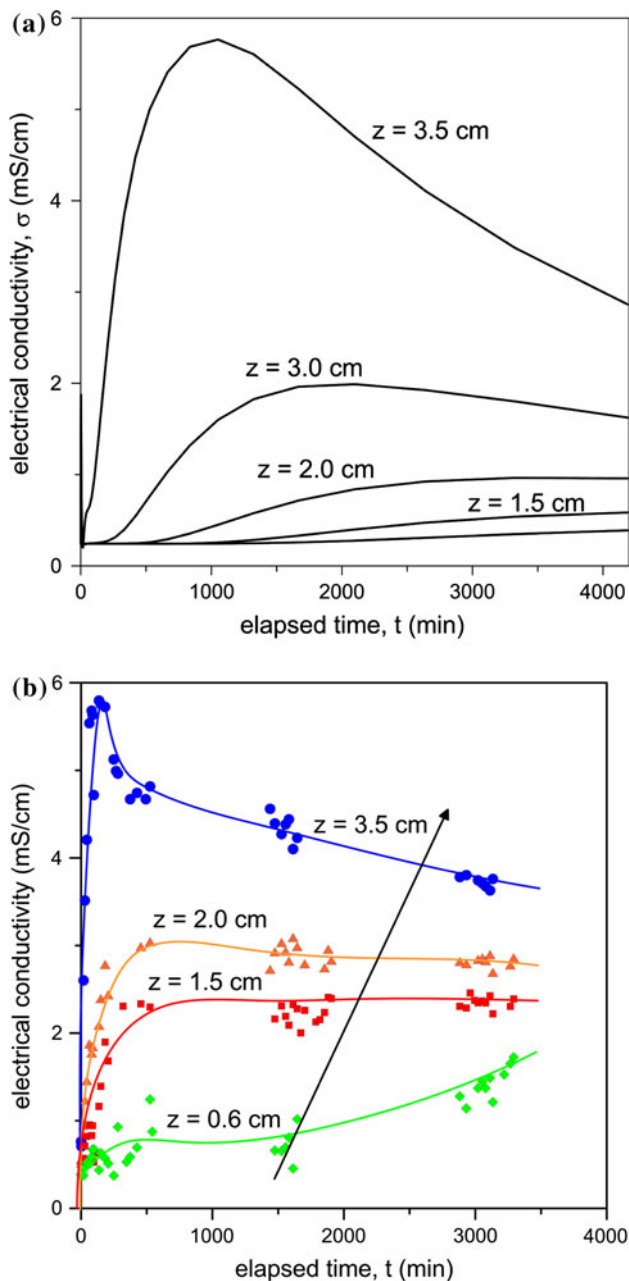 (a)
6
4
2
0
electrical conductivity, σ (mS/cm)
z = 3.5 cm
z = 3.0 cm
z = 2.0 cm
z = 1.5 cm
0 1000 2000 3000 4000
elapsed time, t (min)
(b)
6
4
2
0
electrical conductivity (mS/cm)
z = 3.5 cm
z = 2.0 cm
z = 1.5 cm
z = 0.6 cm
0 1000 2000 3000 4000
elapsed time, t (min)